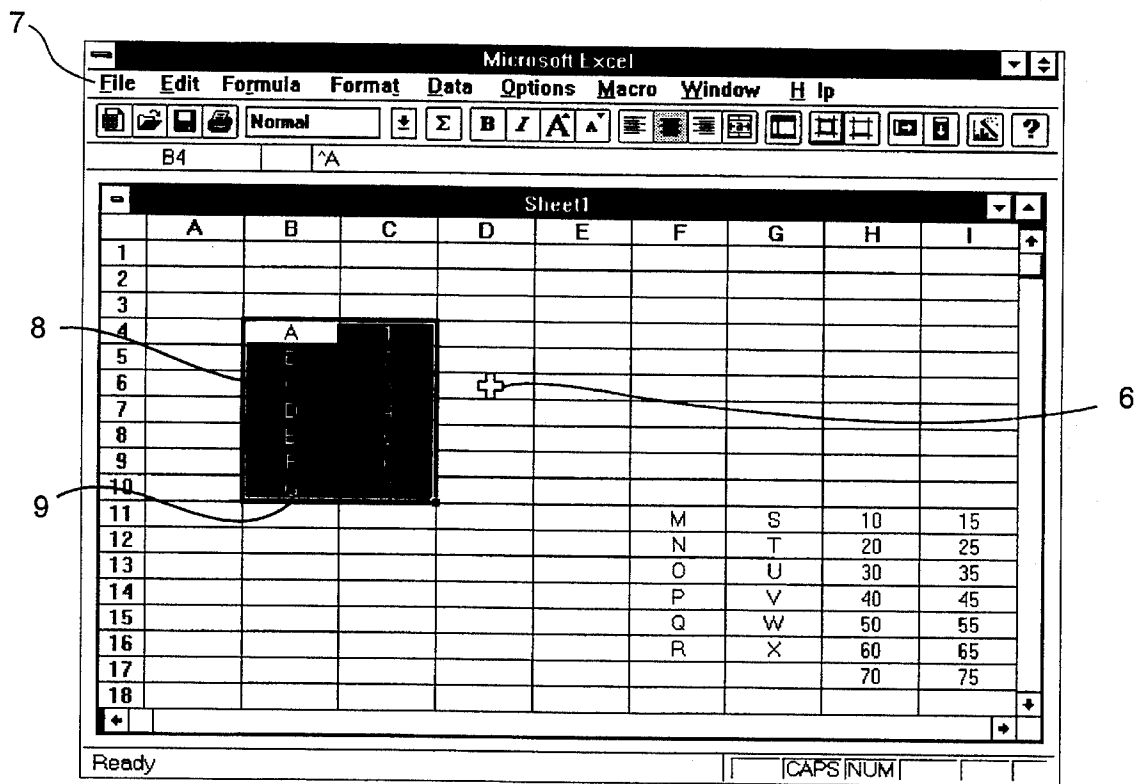 7
Microsoft Excel
File Edit Formula Format Data Options Macro Window H lp
Normal Σ B I A A ?
B4 ^A
Sheet1
A B C D E F G H I
1
2
3
8
4 A
5
6
6
7 D
8 E
9 F
10
9
11 M S 10 15
12 N T 20 25
13 O U 30 35
14 P V 40 45
15 Q W 50 55
16 R X 60 65
17 70 75
18
Ready CAPS NUM